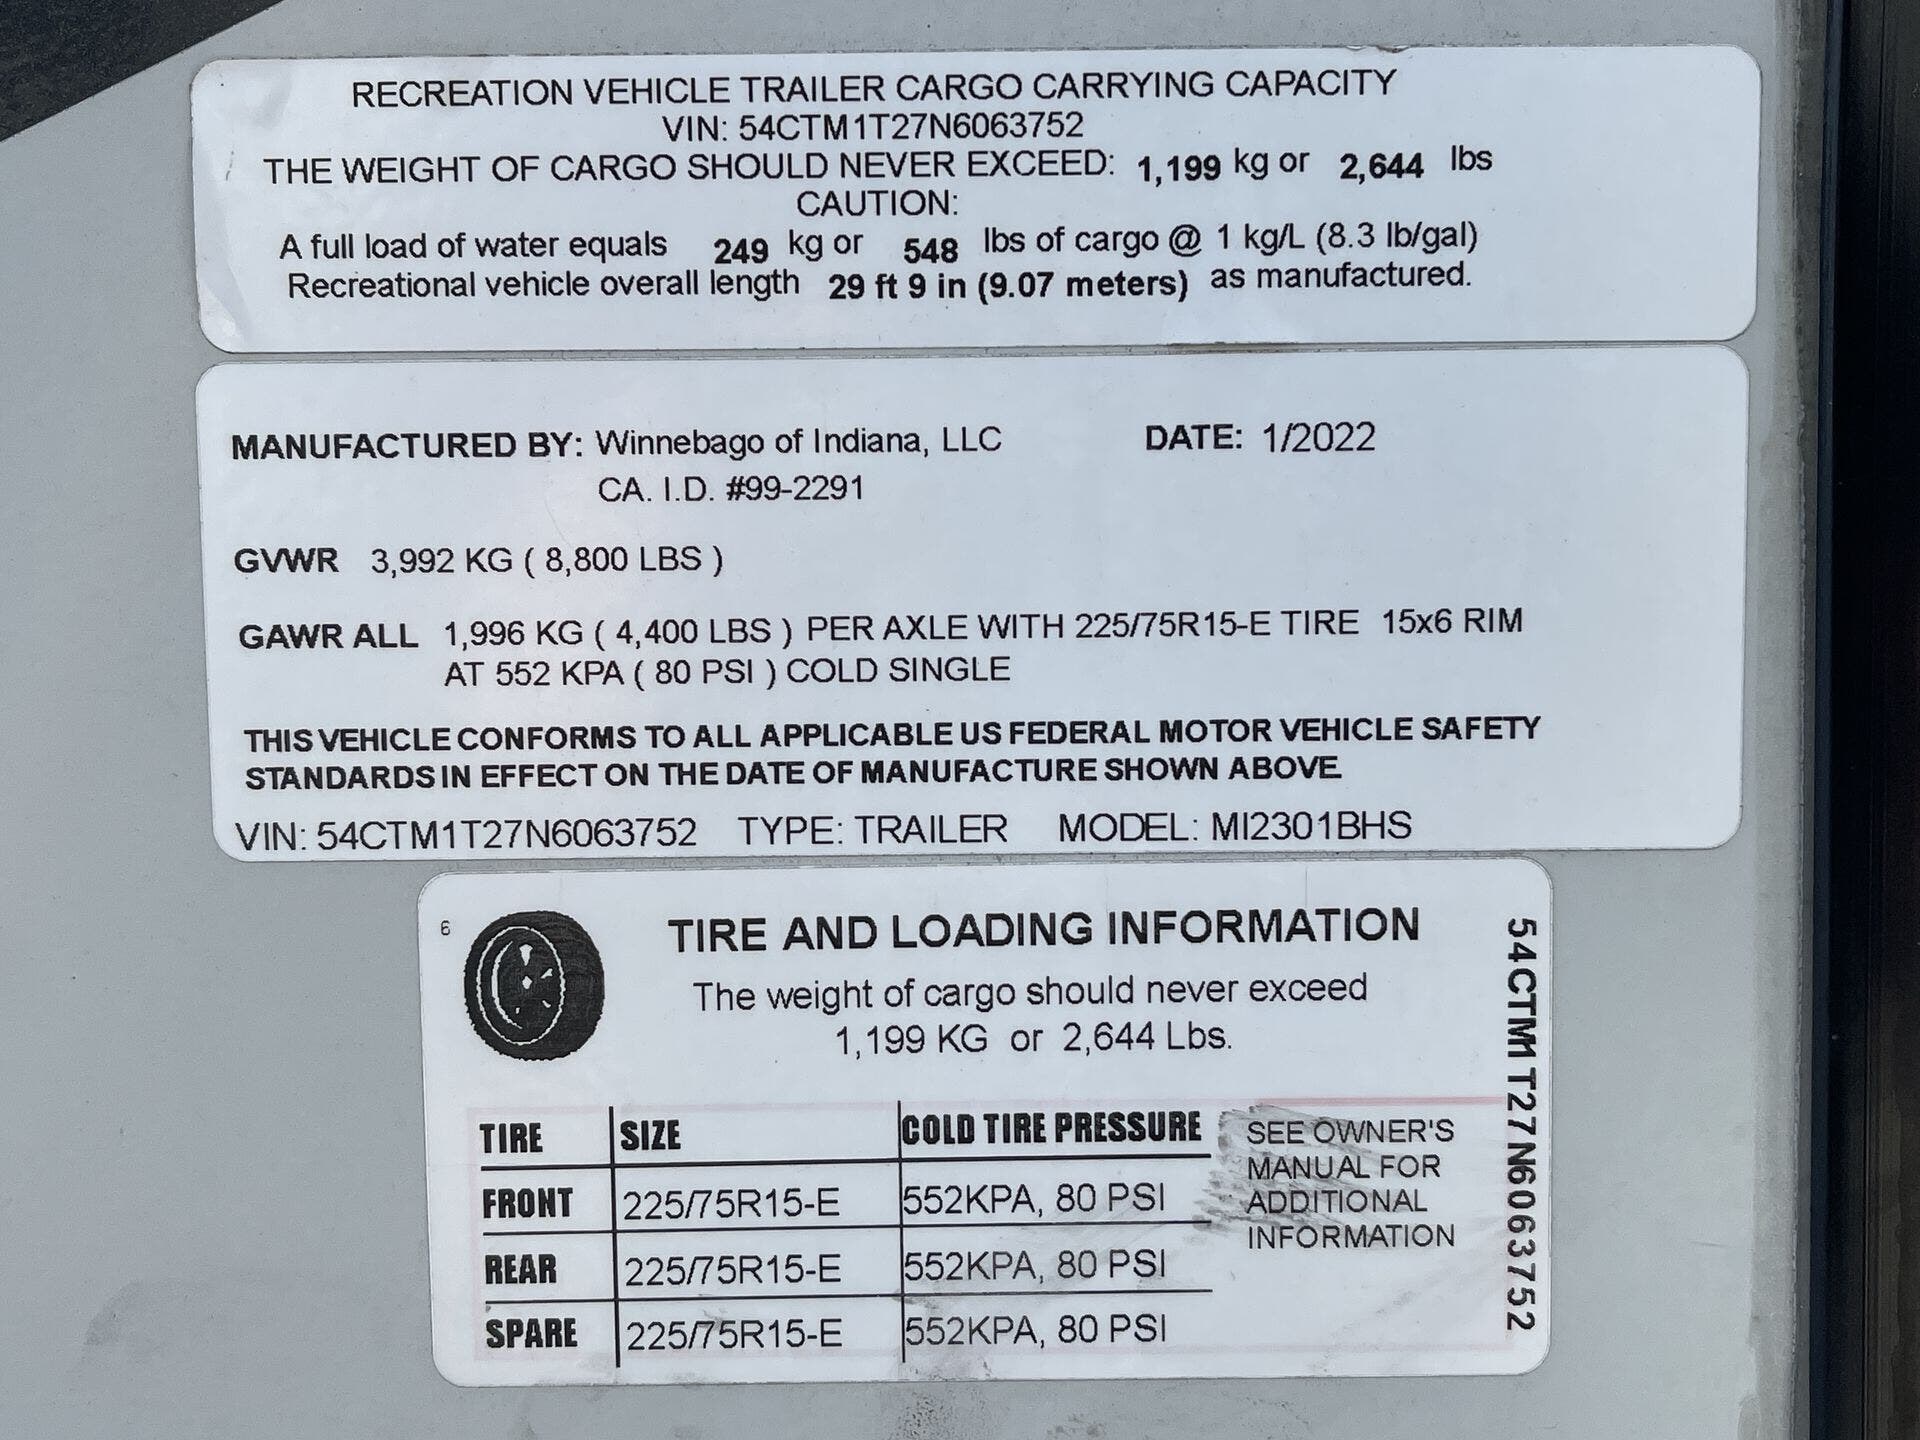 RECREATION VEHICLE TRAILER CARGO CARRYING CAPACITY
VIN: 54CTM1T27N6063752
THE WEIGHT OF CARGO SHOULD NEVER EXCEED: 1,199 kg or 2,644 lbs
CAUTION:
A full load of water equals 249 kg or 548 lbs of cargo @ 1 kg/L (8.3 lb/gal)
Recreational vehicle overall length 29 ft 9 in (9.07 meters) as manufactured.
MANUFACTURED BY: Winnebago of Indiana, LLC DATE: 1/2022
CA. I.D. #99-2291
GVWR 3,992 KG ( 8,800 LBS )
GAWR ALL 1,996 KG ( 4,400 LBS ) PER AXLE WITH 225/75R15-E TIRE 15x6 RIM
AT 552 KPA ( 80 PSI ) COLD SINGLE
THIS VEHICLE CONFORMS TO ALL APPLICABLE US FEDERAL MOTOR VEHICLE SAFETY
STANDARDS IN EFFECT ON THE DATE OF MANUFACTURE SHOWN ABOVE.
VIN: 54CTM1T27N6063752 TYPE: TRAILER MODEL: MI2301BHS
6
TIRE AND LOADING INFORMATION
The weight of cargo should never exceed
1,199 KG or 2,644 Lbs.
TIRE SIZE COLD TIRE PRESSURE
FRONT 225/75R15-E 552KPA, 80 PSI
REAR 225/75R15-E 552KPA, 80 PSI
SPARE 225/75R15-E 552KPA, 80 PSI
SEE OWNER'S
MANUAL FOR
ADDITIONAL
INFORMATION
54CTM1T27N6063752